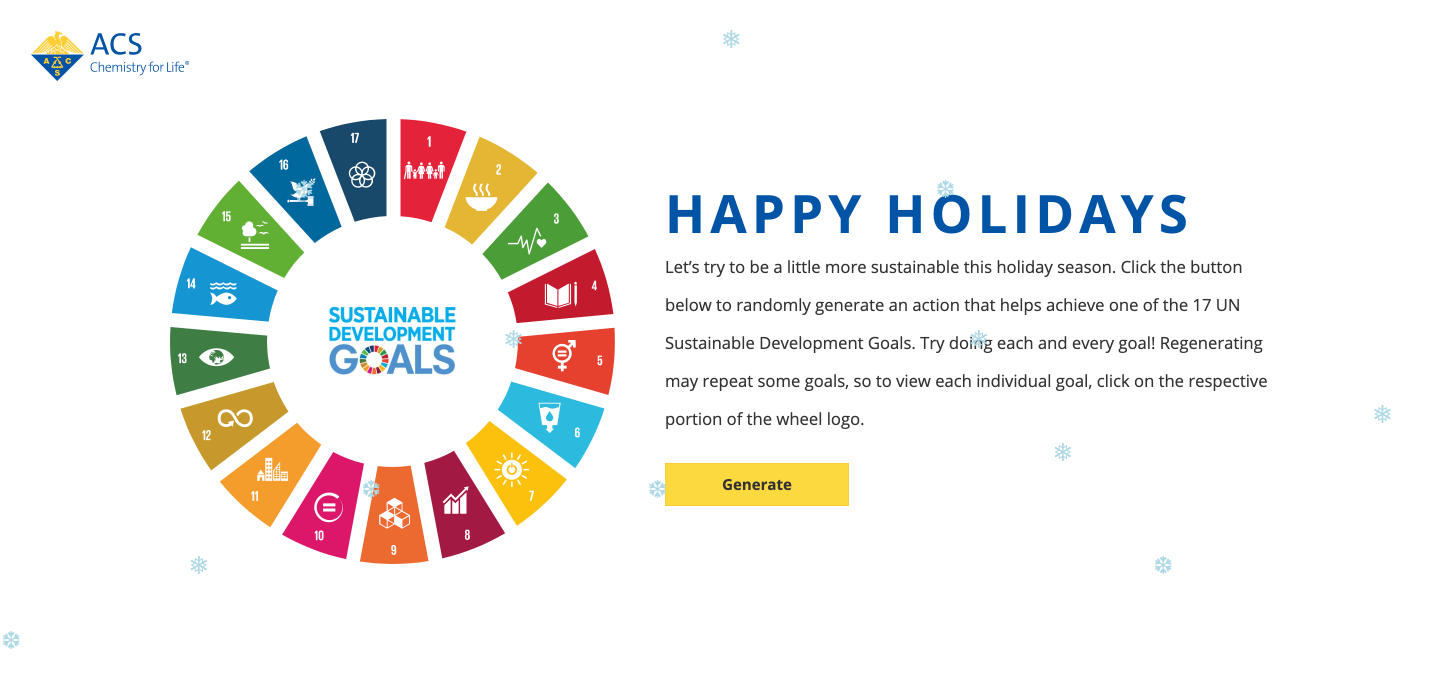 ACS
Chemistry for Life®
A C S
17
1
2
3
4
5
6
7
8
9
10
11
12
13
14
15
16
SUSTAINABLE
DEVELOPMENT
GOALS
HAPPY HOLIDAYS
Let’s try to be a little more sustainable this holiday season. Click the button
below to randomly generate an action that helps achieve one of the 17 UN
Sustainable Development Goals. Try doing each and every goal! Regenerating
may repeat some goals, so to view each individual goal, click on the respective
portion of the wheel logo.
Generate